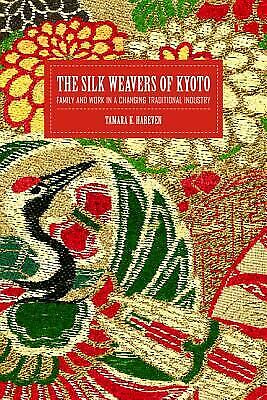 THE SILK WEAVERS OF KYOTO
FAMILY AND WORK IN A CHANGING TRADITIONAL INDUSTRY
TAMARA K. HAREVEN